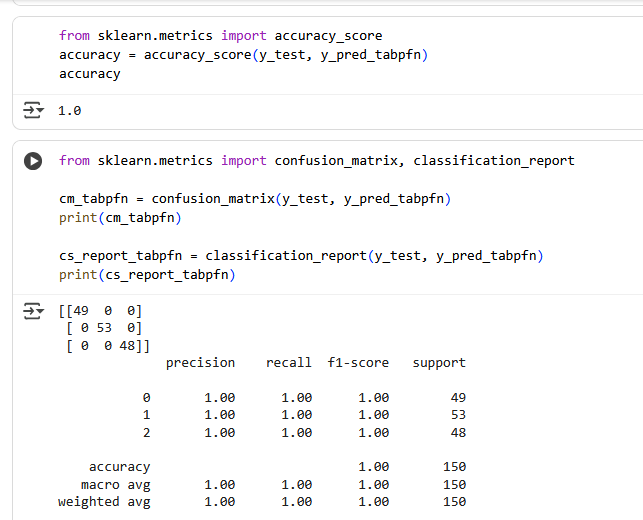 from sklearn.metrics import accuracy_score
accuracy = accuracy_score(y_test, y_pred_tabpfn)
accuracy
1.0
from sklearn.metrics import confusion_matrix, classification_report
cm_tabpfn = confusion_matrix(y_test, y_pred_tabpfn)
print(cm_tabpfn)
cs_report_tabpfn = classification_report(y_test, y_pred_tabpfn)
print(cs_report_tabpfn)
[[49  0  0]
 [ 0 53  0]
 [ 0  0 48]]
              precision    recall  f1-score   support
           0       1.00      1.00      1.00        49
           1       1.00      1.00      1.00        53
           2       1.00      1.00      1.00        48
    accuracy                           1.00       150
   macro avg       1.00      1.00      1.00       150
weighted avg       1.00      1.00      1.00       150